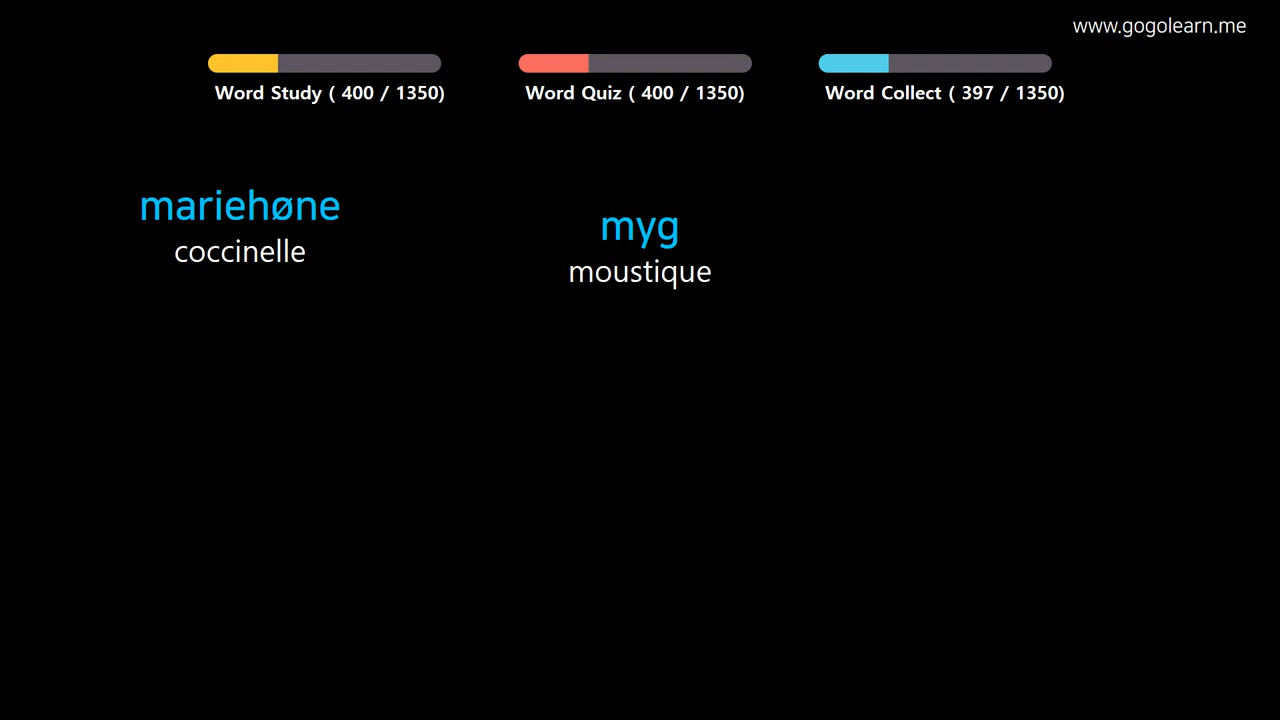 www.gogolearn.me
Word Study ( 400 / 1350)
Word Quiz ( 400 / 1350)
Word Collect ( 397 / 1350)
mariehøne
coccinelle
myg
moustique